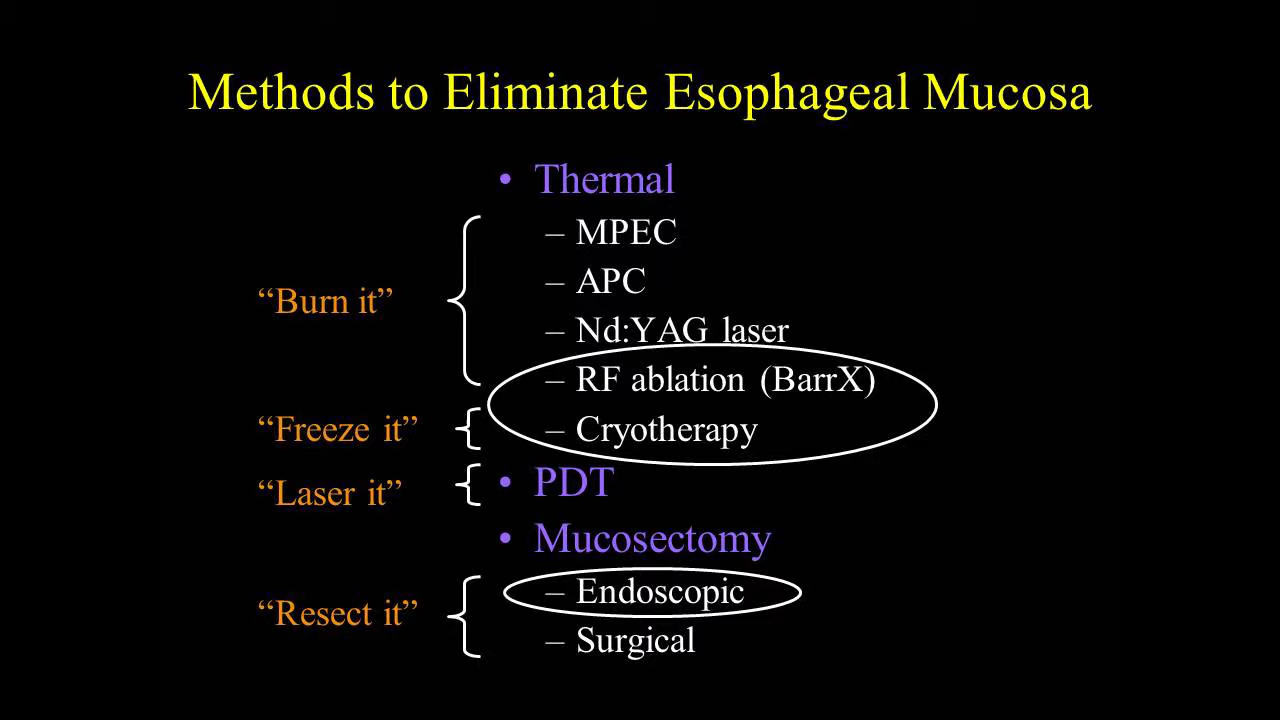 Methods to Eliminate Esophageal Mucosa
• Thermal
– MPEC
– APC
“Burn it”
– Nd:YAG laser
– RF ablation (BarrX)
“Freeze it”
– Cryotherapy
“Laser it”
• PDT
• Mucosectomy
– Endoscopic
“Resect it”
– Surgical